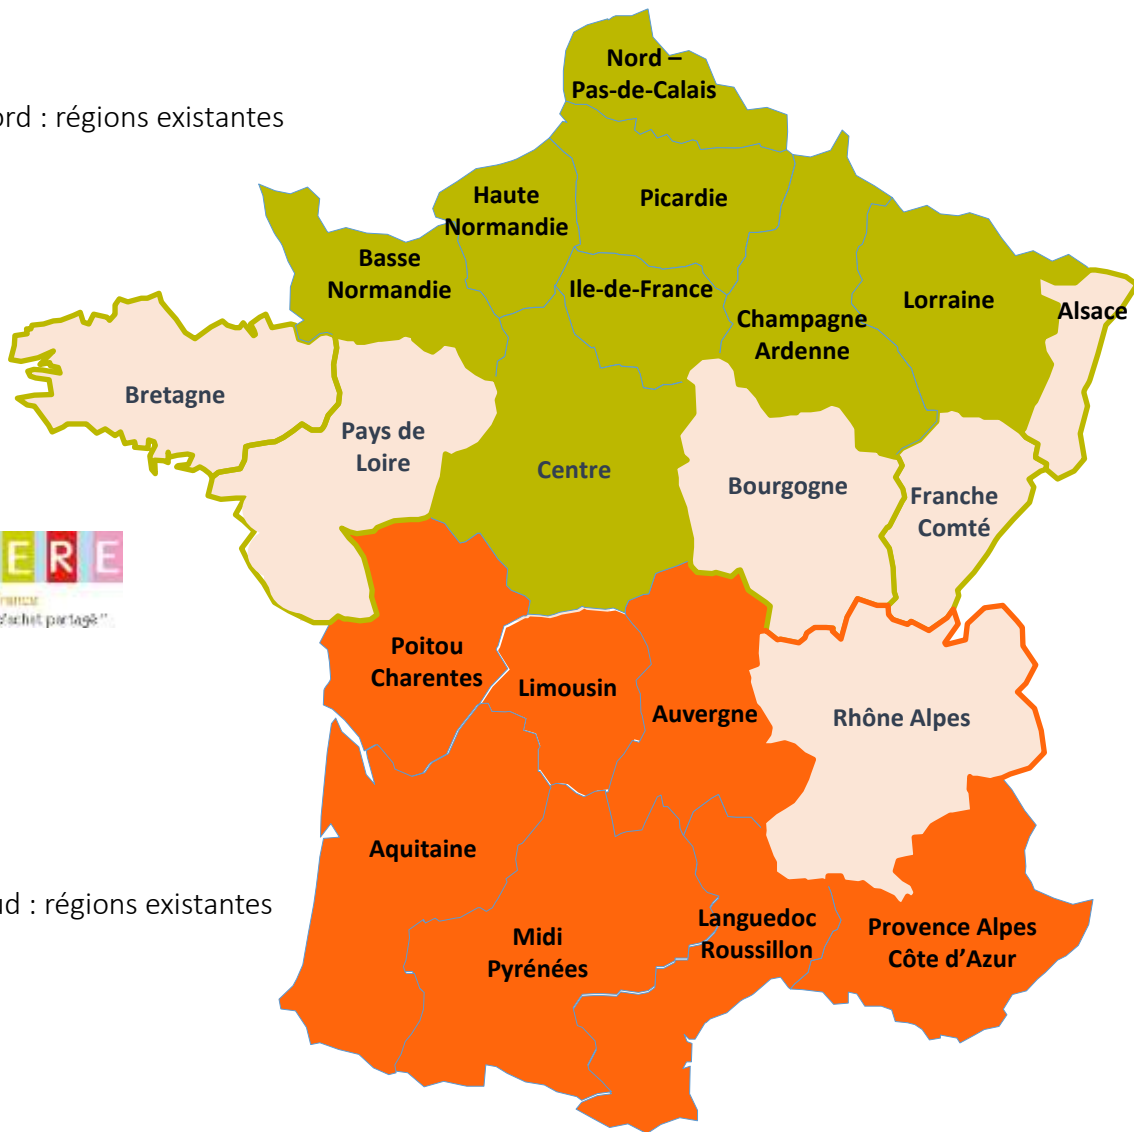 Nord –
Pas-de-Calais
ord : régions existantes
Haute
Normandie
Picardie
Basse
Normandie
Ile-de-France
Lorraine
Alsace
Champagne
Ardenne
Bretagne
Pays de
Loire
Centre
Bourgogne
Franche
Comté
E R E
d'achat partagé"
Poitou
Charentes
Limousin
Auvergne
Rhône Alpes
Aquitaine
ud : régions existantes
Languedoc
Roussillon
Provence Alpes
Côte d’Azur
Midi
Pyrénées